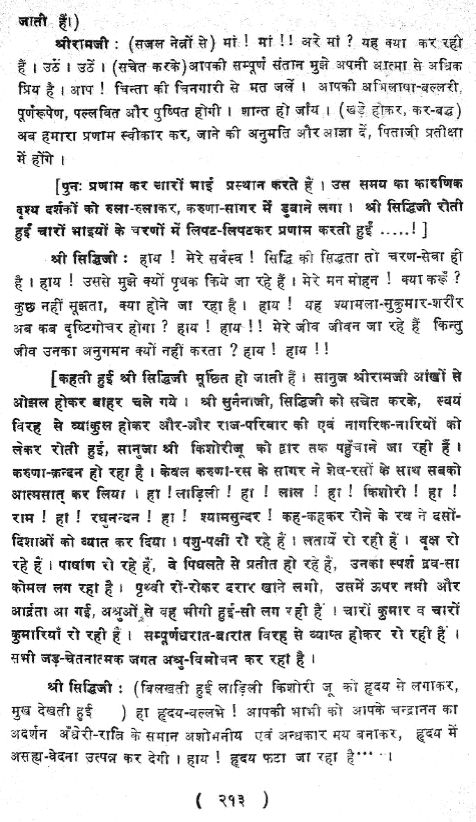 जाती हैं।)
श्रीरामजी : (सजल नेत्रों से) मां ! मां !! अरे मां ? यह क्या कर रही
हैं । उठें । उठें । (सचेत करके) आपकी सम्पूर्ण संतान मुझे अपनी आत्मा से अधिक
प्रिय है । आप ! चिन्ता की चिनगारी से मत जलें । आपकी अभिलाषा-वल्लरी,
पूर्णरूपेण, पल्लवित और पुष्पित होगी । शान्त हो जाँय । (खड़े होकर, कर-बद्ध)
अब हमारा प्रणाम स्वीकार कर, जाने की अनुमति और आज्ञा दें, पिताजी प्रतीक्षा
में होंगे ।
[पुनः प्रणाम कर चारों भाई प्रस्थान करते हैं । उस समय का कारुणिक
दृश्य दर्शकों को रुला-रुलाकर, करुणा-सागर में डुबाने लगा । श्री सिद्धिजी रोती
हुई चारों भाइयों के चरणों में लिपट-लिपटकर प्रणाम करती हुई .....! ]
श्री सिद्धिजी : हाय ! मेरे सर्वस्व ! सिद्धि की सिद्धता तो चरण-सेवा ही
है । हाय ! उससे मुझे क्यों पृथक किये जा रहे हैं । मेरे मन मोहन ! क्या करूँ ?
कुछ नहीं सूझता, क्या होने जा रहा है । हाय ! यह श्यामला-सुकुमार-शरीर
अब कब दृष्टिगोचर होगा ? हाय ! हाय !! मेरे जीव जीवन जा रहे हैं किन्तु
जीव उनका अनुगमन क्यों नहीं करता ? हाय ! हाय !!
[कहती हुई श्री सिद्धिजी मूर्छित हो जाती हैं । सानुज श्रीरामजी आंखों से
ओझल होकर बाहर चले गये । श्री सुनैनाजी, सिद्धिजी को सचेत करके, स्वयं
विरह से व्याकुल होकर और-और राज-परिवार की एवं नागरिक-नारियों को
लेकर रोती हुई, सानुजा श्री किशोरीजू को द्वार तक पहुँचाने जा रही हैं ।
करुणा-क्रन्दन हो रहा है । केवल करुणा-रस के सागर ने शेष-रसों के साथ सबको
आत्मसात् कर लिया । हा ! लाड़िली ! हा ! लाल ! हा ! किशोरी ! हा !
राम ! हा ! रघुनन्दन ! हा ! श्यामसुन्दर ! कह-कहकर रोने के रव ने दसों-
दिशाओं को व्याप्त कर दिया । पशु-पक्षी रो रहे हैं । लतायें रो रही हैं । वृक्ष रो
रहे हैं । पाषाण रो रहे हैं, वे पिघलते से प्रतीत हो रहे हैं, उनका स्पर्श द्रव-सा
कोमल लग रहा है । पृथ्वी रो-रोकर दरार खाने लगी, उसमें ऊपर नमी और
आर्द्रता आ गई, अश्रुओं से वह भीगी हुई-सी लग रही है । चारों कुमार व चारों
कुमारियाँ रो रही हैं । सम्पूर्णघरात-बारात विरह से व्याप्त होकर रो रही हैं ।
सभी जड़-चेतनात्मक जगत अश्रु-विमोचन कर रहा है ।
श्री सिद्धिजी : (विलखती हुई लाड़िली किशोरी जू को हृदय से लगाकर,
मुख देखती हुई ) हा हृदय-वल्लभे ! आपकी भाभी को आपके चन्द्रानन का
अदर्शन अँधेरी-रात्रि के समान अशोभनीय एवं अन्धकार मय बनाकर, हृदय में
असह्य-वेदना उत्पन्न कर देगी । हाय ! हृदय फटा जा रहा है.... ।
( २१३ )